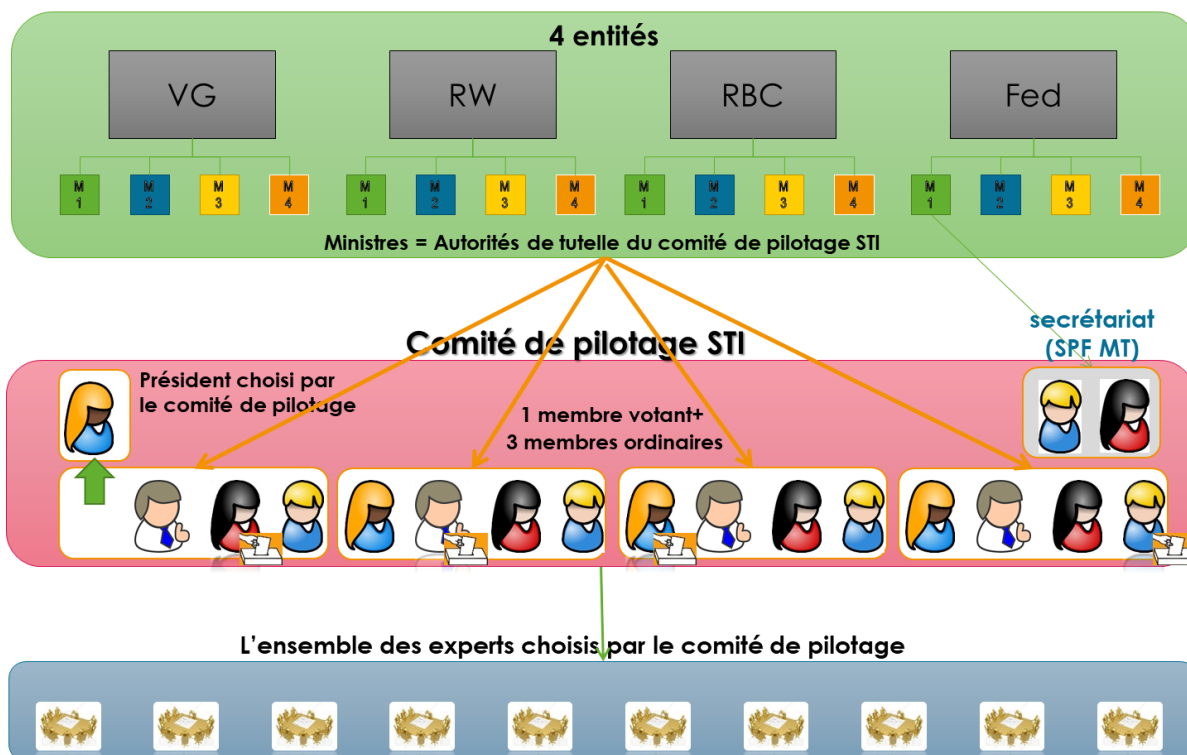 4 entités
VG
RW
RBC
Fed
M
1
M
2
M
3
M
4
M
1
M
2
M
3
M
4
M
1
M
2
M
3
M
4
M
1
M
2
M
3
M
4
Ministres = Autorités de tutelle du comité de pilotage STI
secrétariat
(SPF MT)
Comité de pilotage STI
Président choisi par
le comité de pilotage
1 membre votant+
3 membres ordinaires
L'ensemble des experts choisis par le comité de pilotage